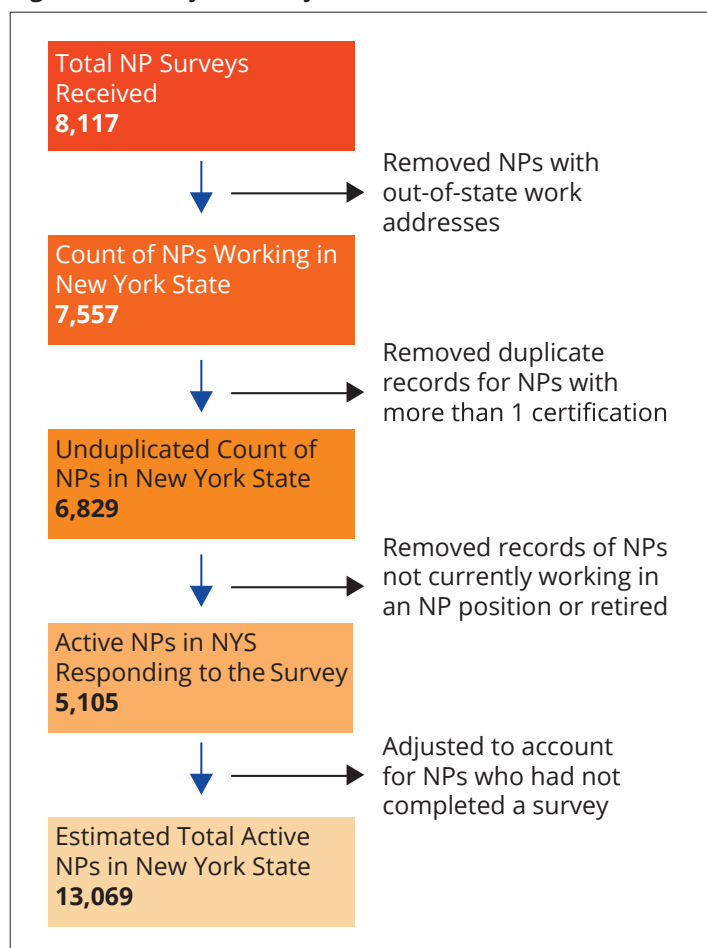 Total NP Surveys
Received
8,117
Removed NPs with
out-of-state work
addresses
Count of NPs Working in
New York State
7,557
Removed duplicate
records for NPs with
more than 1 certification
Unduplicated Count of
NPs in New York State
6,829
Removed records of NPs
not currently working in
an NP position or retired
Active NPs in NYS
Responding to the Survey
5,105
Adjusted to account
for NPs who had not
completed a survey
Estimated Total Active
NPs in New York State
13,069